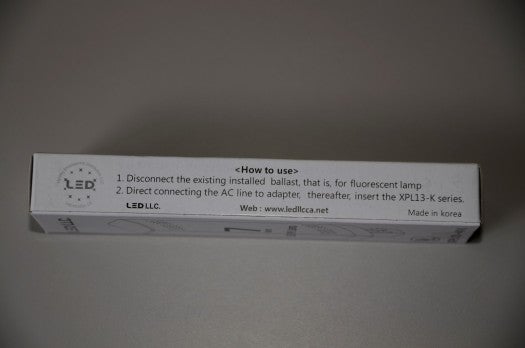 <How to use>
LED
1. Disconnect the existing installed ballast, that is, for fluorescent lamp
2. Direct connecting the AC line to adapter, thereafter, insert the XPL13-K series.
LED LLC.
Web : www.ledllcca.net
Made in korea